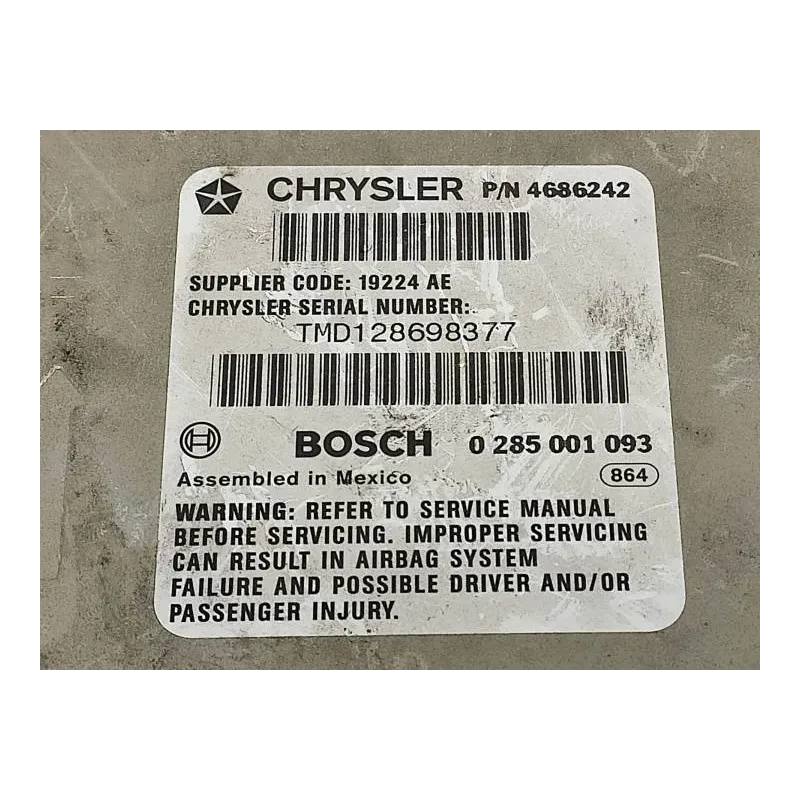 CHRYSLER P/N 4686242
SUPPLIER CODE: 19224 AE
CHRYSLER SERIAL NUMBER:
TMD128698377
BOSCH 0 285 001 093
Assembled in Mexico 864
WARNING: REFER TO SERVICE MANUAL
BEFORE SERVICING. IMPROPER SERVICING
CAN RESULT IN AIRBAG SYSTEM
FAILURE AND POSSIBLE DRIVER AND/OR
PASSENGER INJURY.